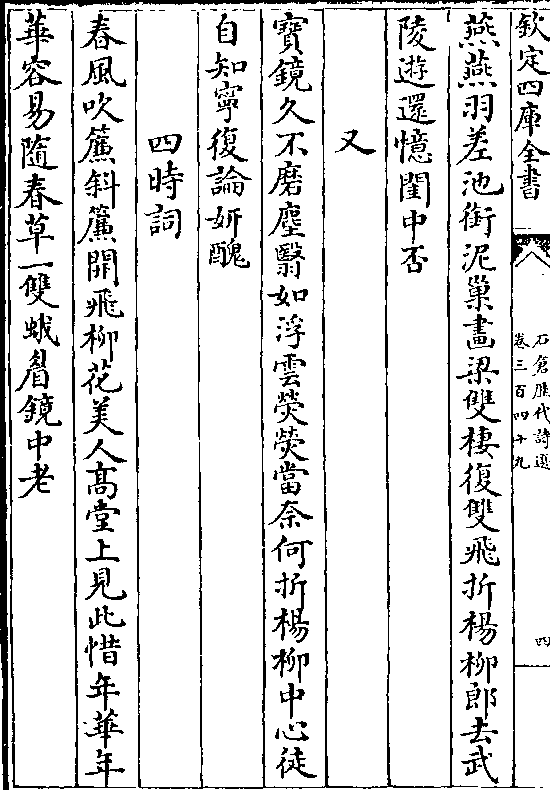 欽定四庫全書
石倉歷代詩選
卷三百四十九
四
燕燕羽差池銜泥巢畫梁雙棲復雙飛折楊柳郎去武
陵遊還憶閨中否
又
寶鏡久不磨塵翳如浮雲熒熒當奈何折楊柳中心徒
自知寧復論妍醜
四時詞
春風吹簾斜簾開飛柳花美人髙堂上見此惜年華年
華容易隨春草一雙蛾眉鏡中老